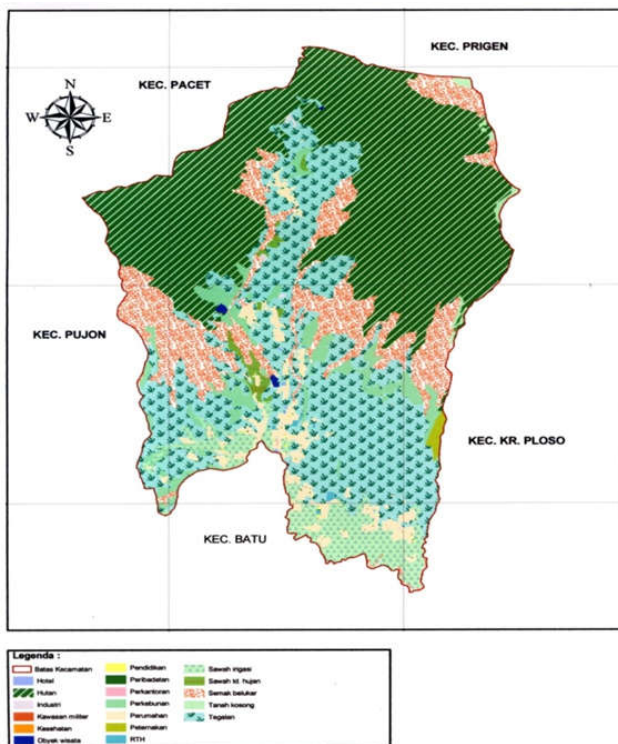 KEC. PRIGEN
KEC. PACET
N
W E
S
KEC. PUJON
KEC. KR. PLOSO
KEC. BATU
Legenda :
Batas Kecamatan
Hotel
Hutan
Industri
Kawasan militer
Kesehatan
Obyek wisata
Pendidikan
Peribadatan
Perkantoran
Perkebunan
Perumahan
Peternakan
RTH
Sawah irigasi
Sawah td. hujan
Semak belukar
Tanah kosong
Tegalan